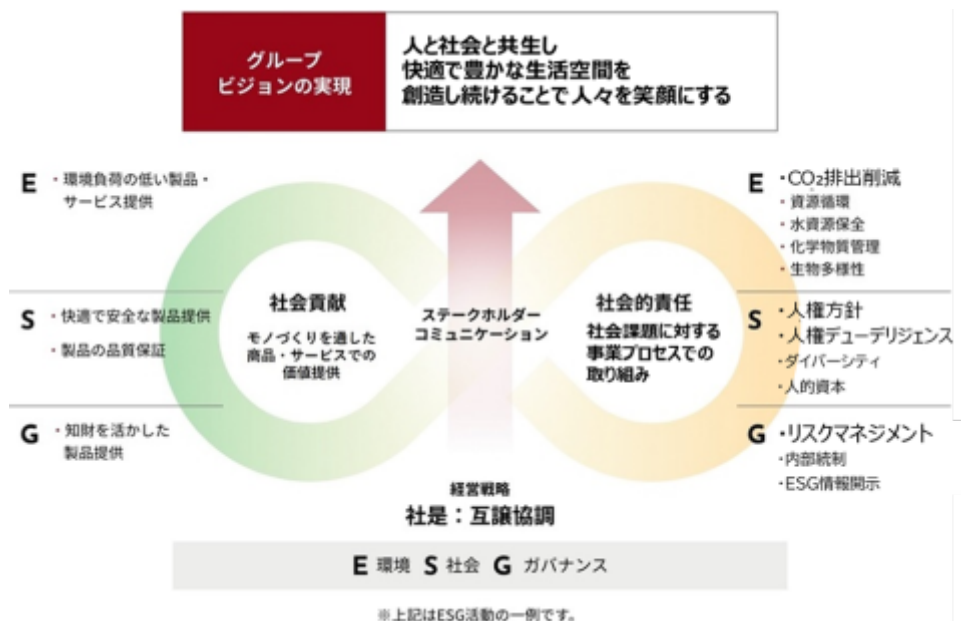 グループ
ビジョンの実現
人と社会と共生し
快適で豊かな生活空間を
創造し続けることで人々を笑顔にする
E
・環境負荷の低い製品・
サービス提供
S
・快適で安全な製品提供
・製品の品質保証
G
・知財を活かした
製品提供
社会貢献
モノづくりを通した
商品・サービスでの
価値提供
ステークホルダー
コミュニケーション
社会的責任
社会課題に対する
事業プロセスでの
取り組み
E
・CO₂排出削減
・資源循環
・水資源保全
・化学物質管理
・生物多様性
S
・人権方針
・人権デューデリジェンス
・ダイバーシティ
・人的資本
G
・リスクマネジメント
・内部統制
・ESG情報開示
経営戦略
社是：互譲協調
E 環境 S 社会 G ガバナンス
※上記はESG活動の一例です。